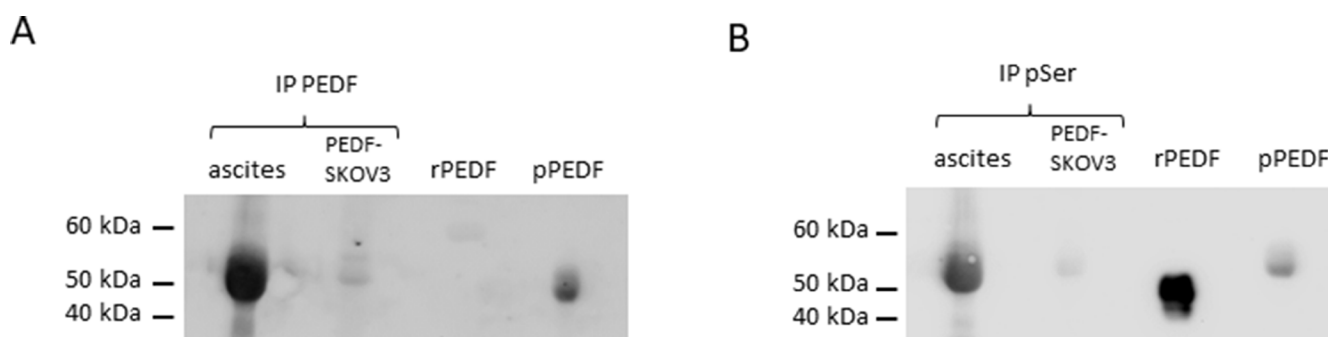 A
IP PEDF
ascites
PEDF-
SKOV3
rPEDF
pPEDF
60 kDa
50 kDa
40 kDa
B
IP pSer
ascites
PEDF-
SKOV3
rPEDF
pPEDF
60 kDa
50 kDa
40 kDa